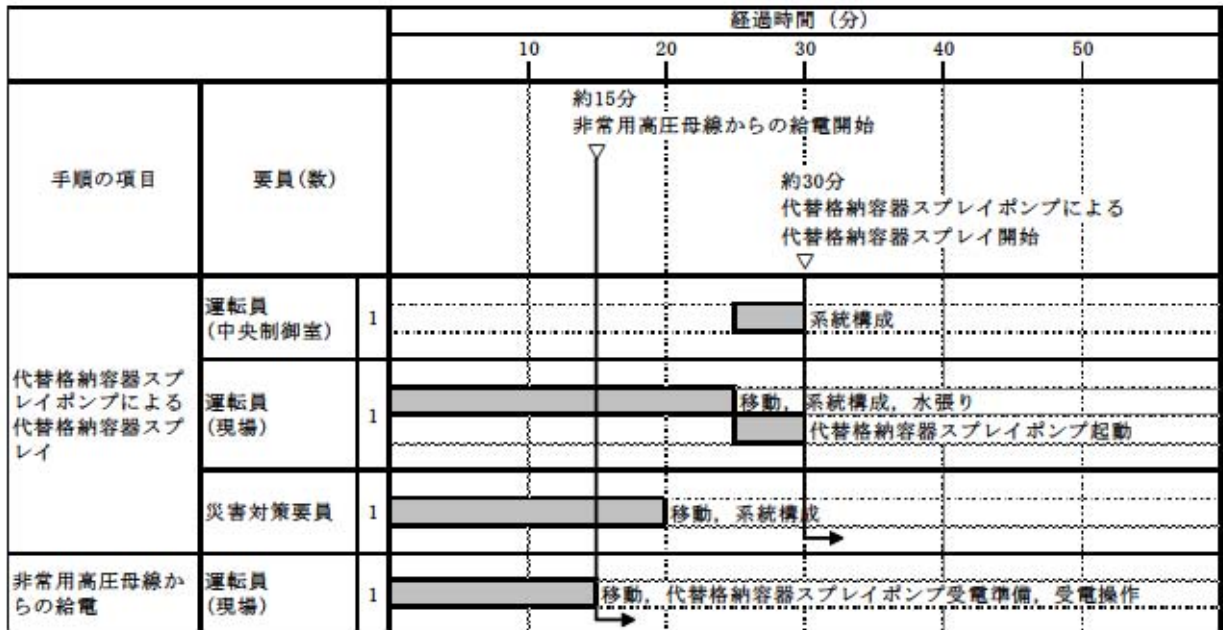 経過時間（分）
10 20 30 40 50
手順の項目
要員(数)
約15分
非常用高圧母線からの給電開始
▽
約30分
代替格納容器スプレイポンプによる
代替格納容器スプレイ開始
▽
代替格納容器スプ
レイポンプによる
代替格納容器スプ
レイ
運転員
(中央制御室)
1
系統構成
運転員
(現場)
1
移動，系統構成，水張り
代替格納容器スプレイポンプ起動
災害対策要員
1
移動，系統構成
非常用高圧母線か
らの給電
運転員
(現場)
1
移動，代替格納容器スプレイポンプ受電準備，受電操作